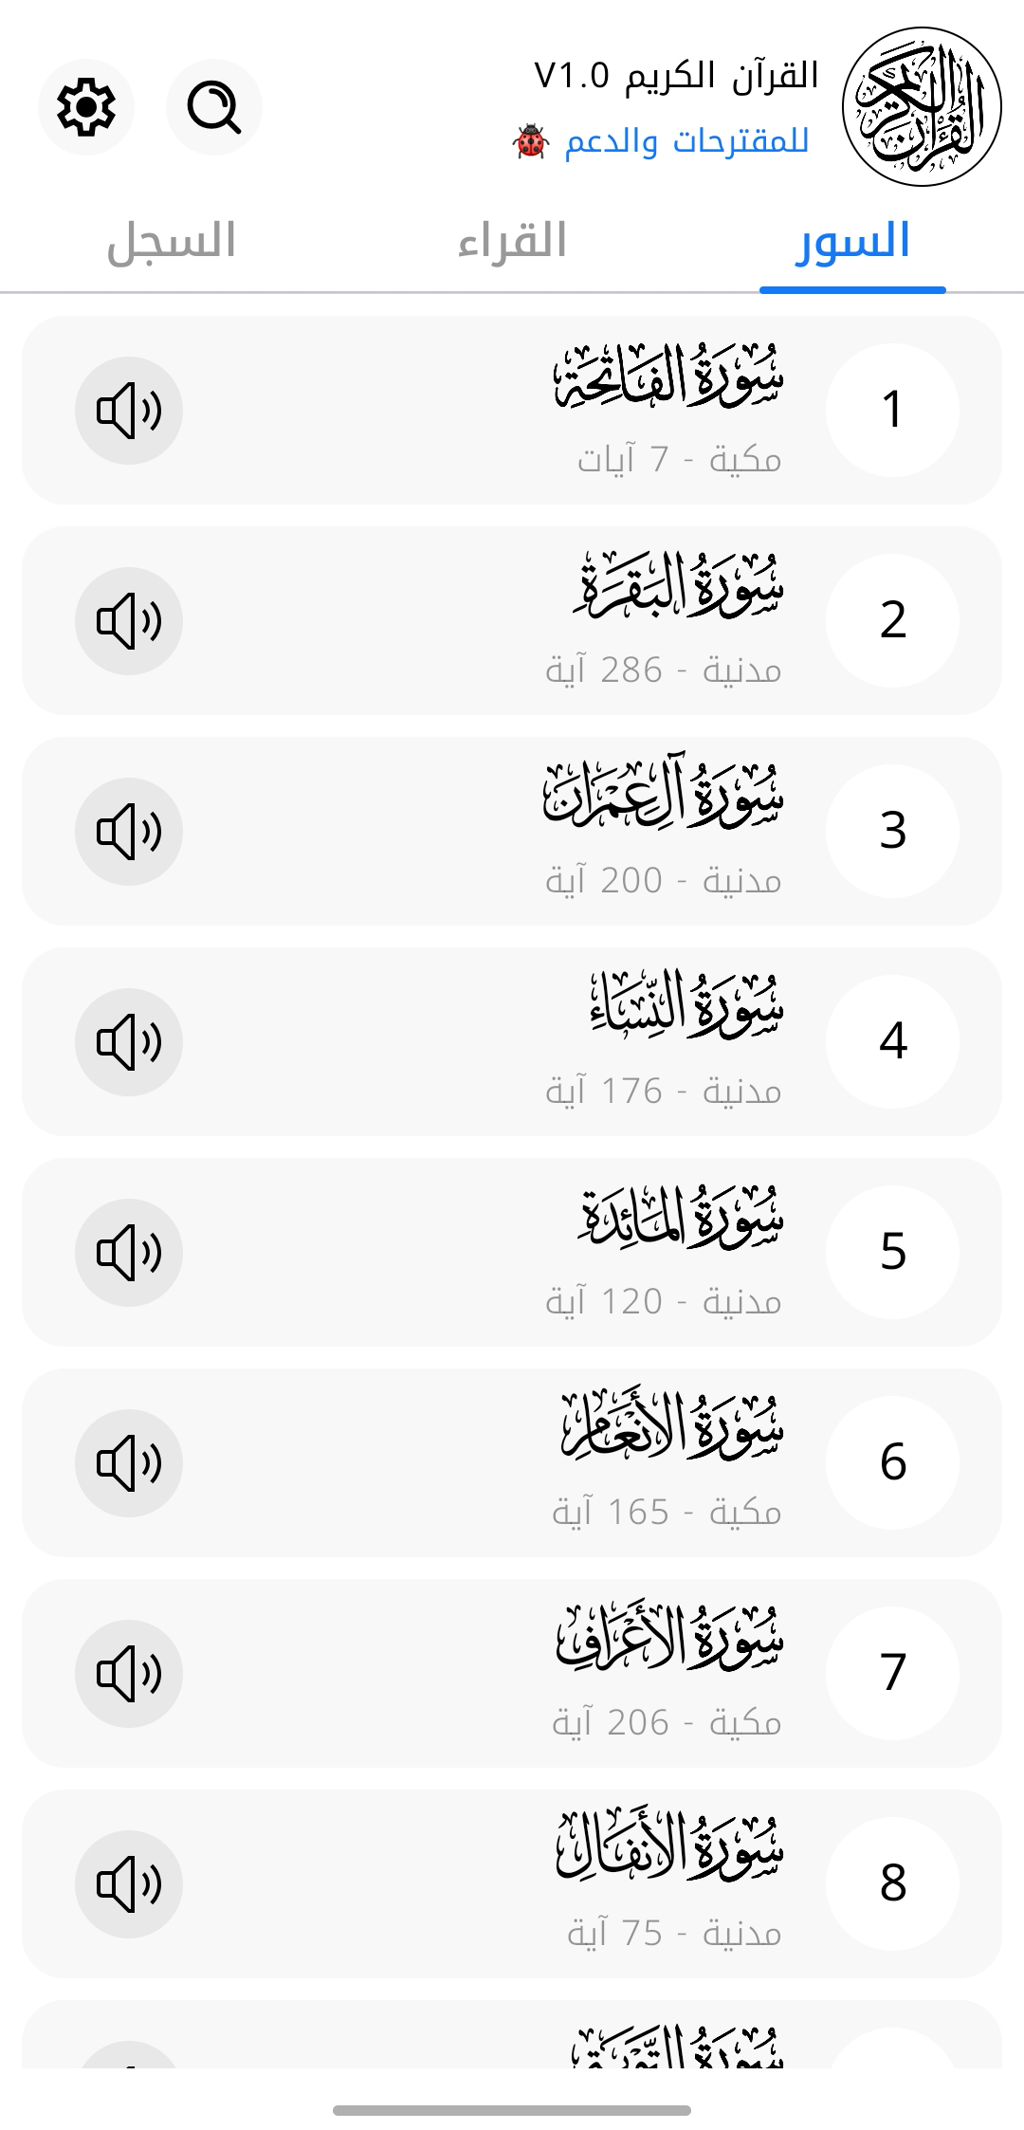 القرآن الكريم
القرآن الكريم V1.0
للمقترحات والدعم 🐞
السور
القراء
السجل
1
سُورَةُ الفَاتِحَةِ
مكية - 7 آيات
2
سُورَةُ البَقَرَةِ
مدنية - 286 آية
3
سُورَةُ آلِ عِمْرَان
مدنية - 200 آية
4
سُورَةُ النِّسَاءِ
مدنية - 176 آية
5
سُورَةُ المَائِدَةِ
مدنية - 120 آية
6
سُورَةُ الأَنْعَامِ
مكية - 165 آية
7
سُورَةُ الأَعْرَافِ
مكية - 206 آية
8
سُورَةُ الأَنفَالِ
مدنية - 75 آية
سُورَةُ التَّوْبَةِ